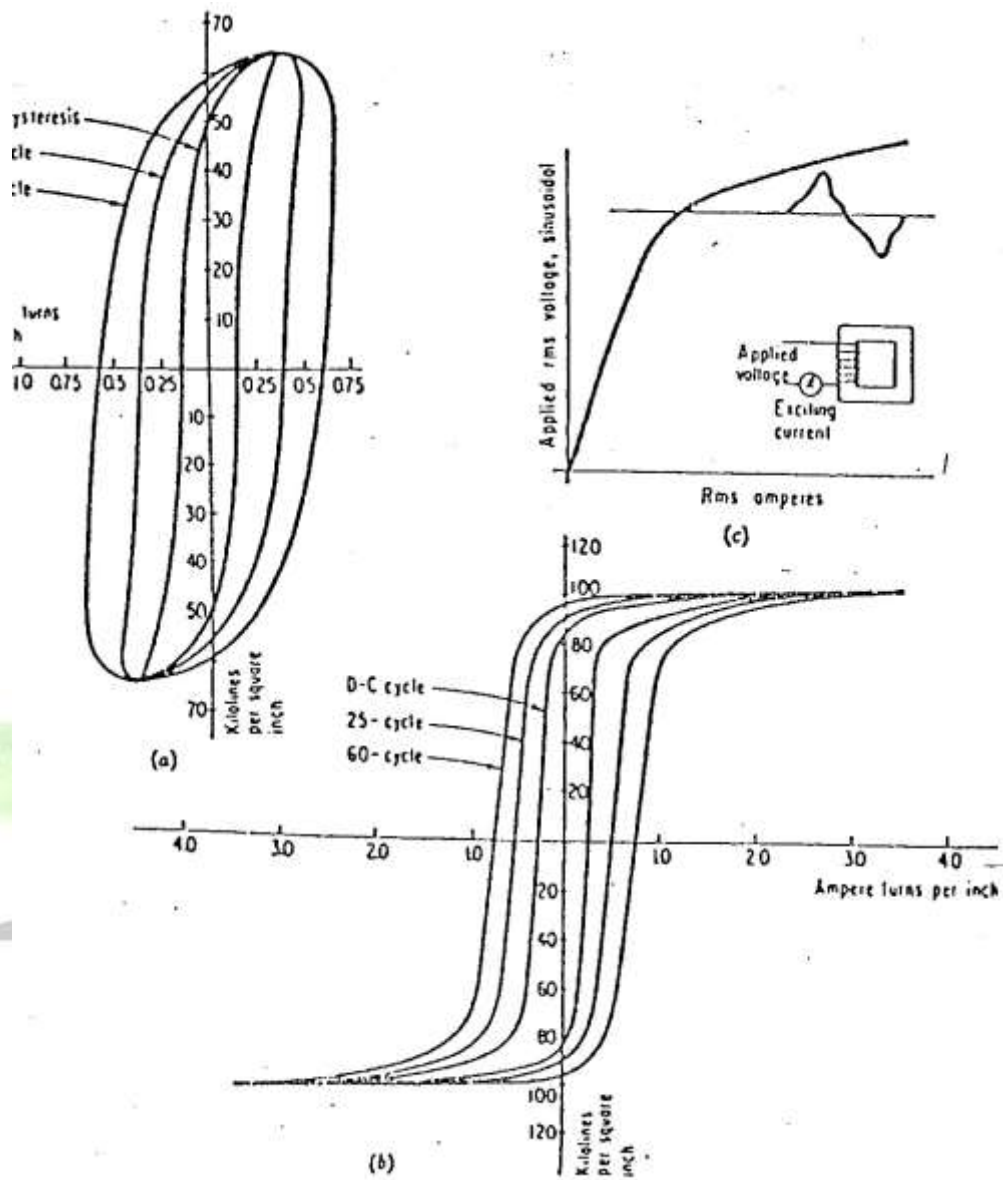 70
ysteresis
cle
cle
50
40
30
20
10
turns
h
1.0 0.75 0.5 0.25 0.25 0.5 0.75
10
20
30
40
50
70
Kilolines
per square
inch
(a)
Applied rms voltage, sinusoidal
Applied
voltage
Exciling
current
Rms amperes
(c)
120
100
80
60
40
20
D-C cycle
25-cycle
60-cycle
4.0 3.0 2.0 1.0 1.0 2.0 3.0 4.0
Ampere turns per inch
20
40
60
80
100
120
Kilolines
per square
inch
(b)